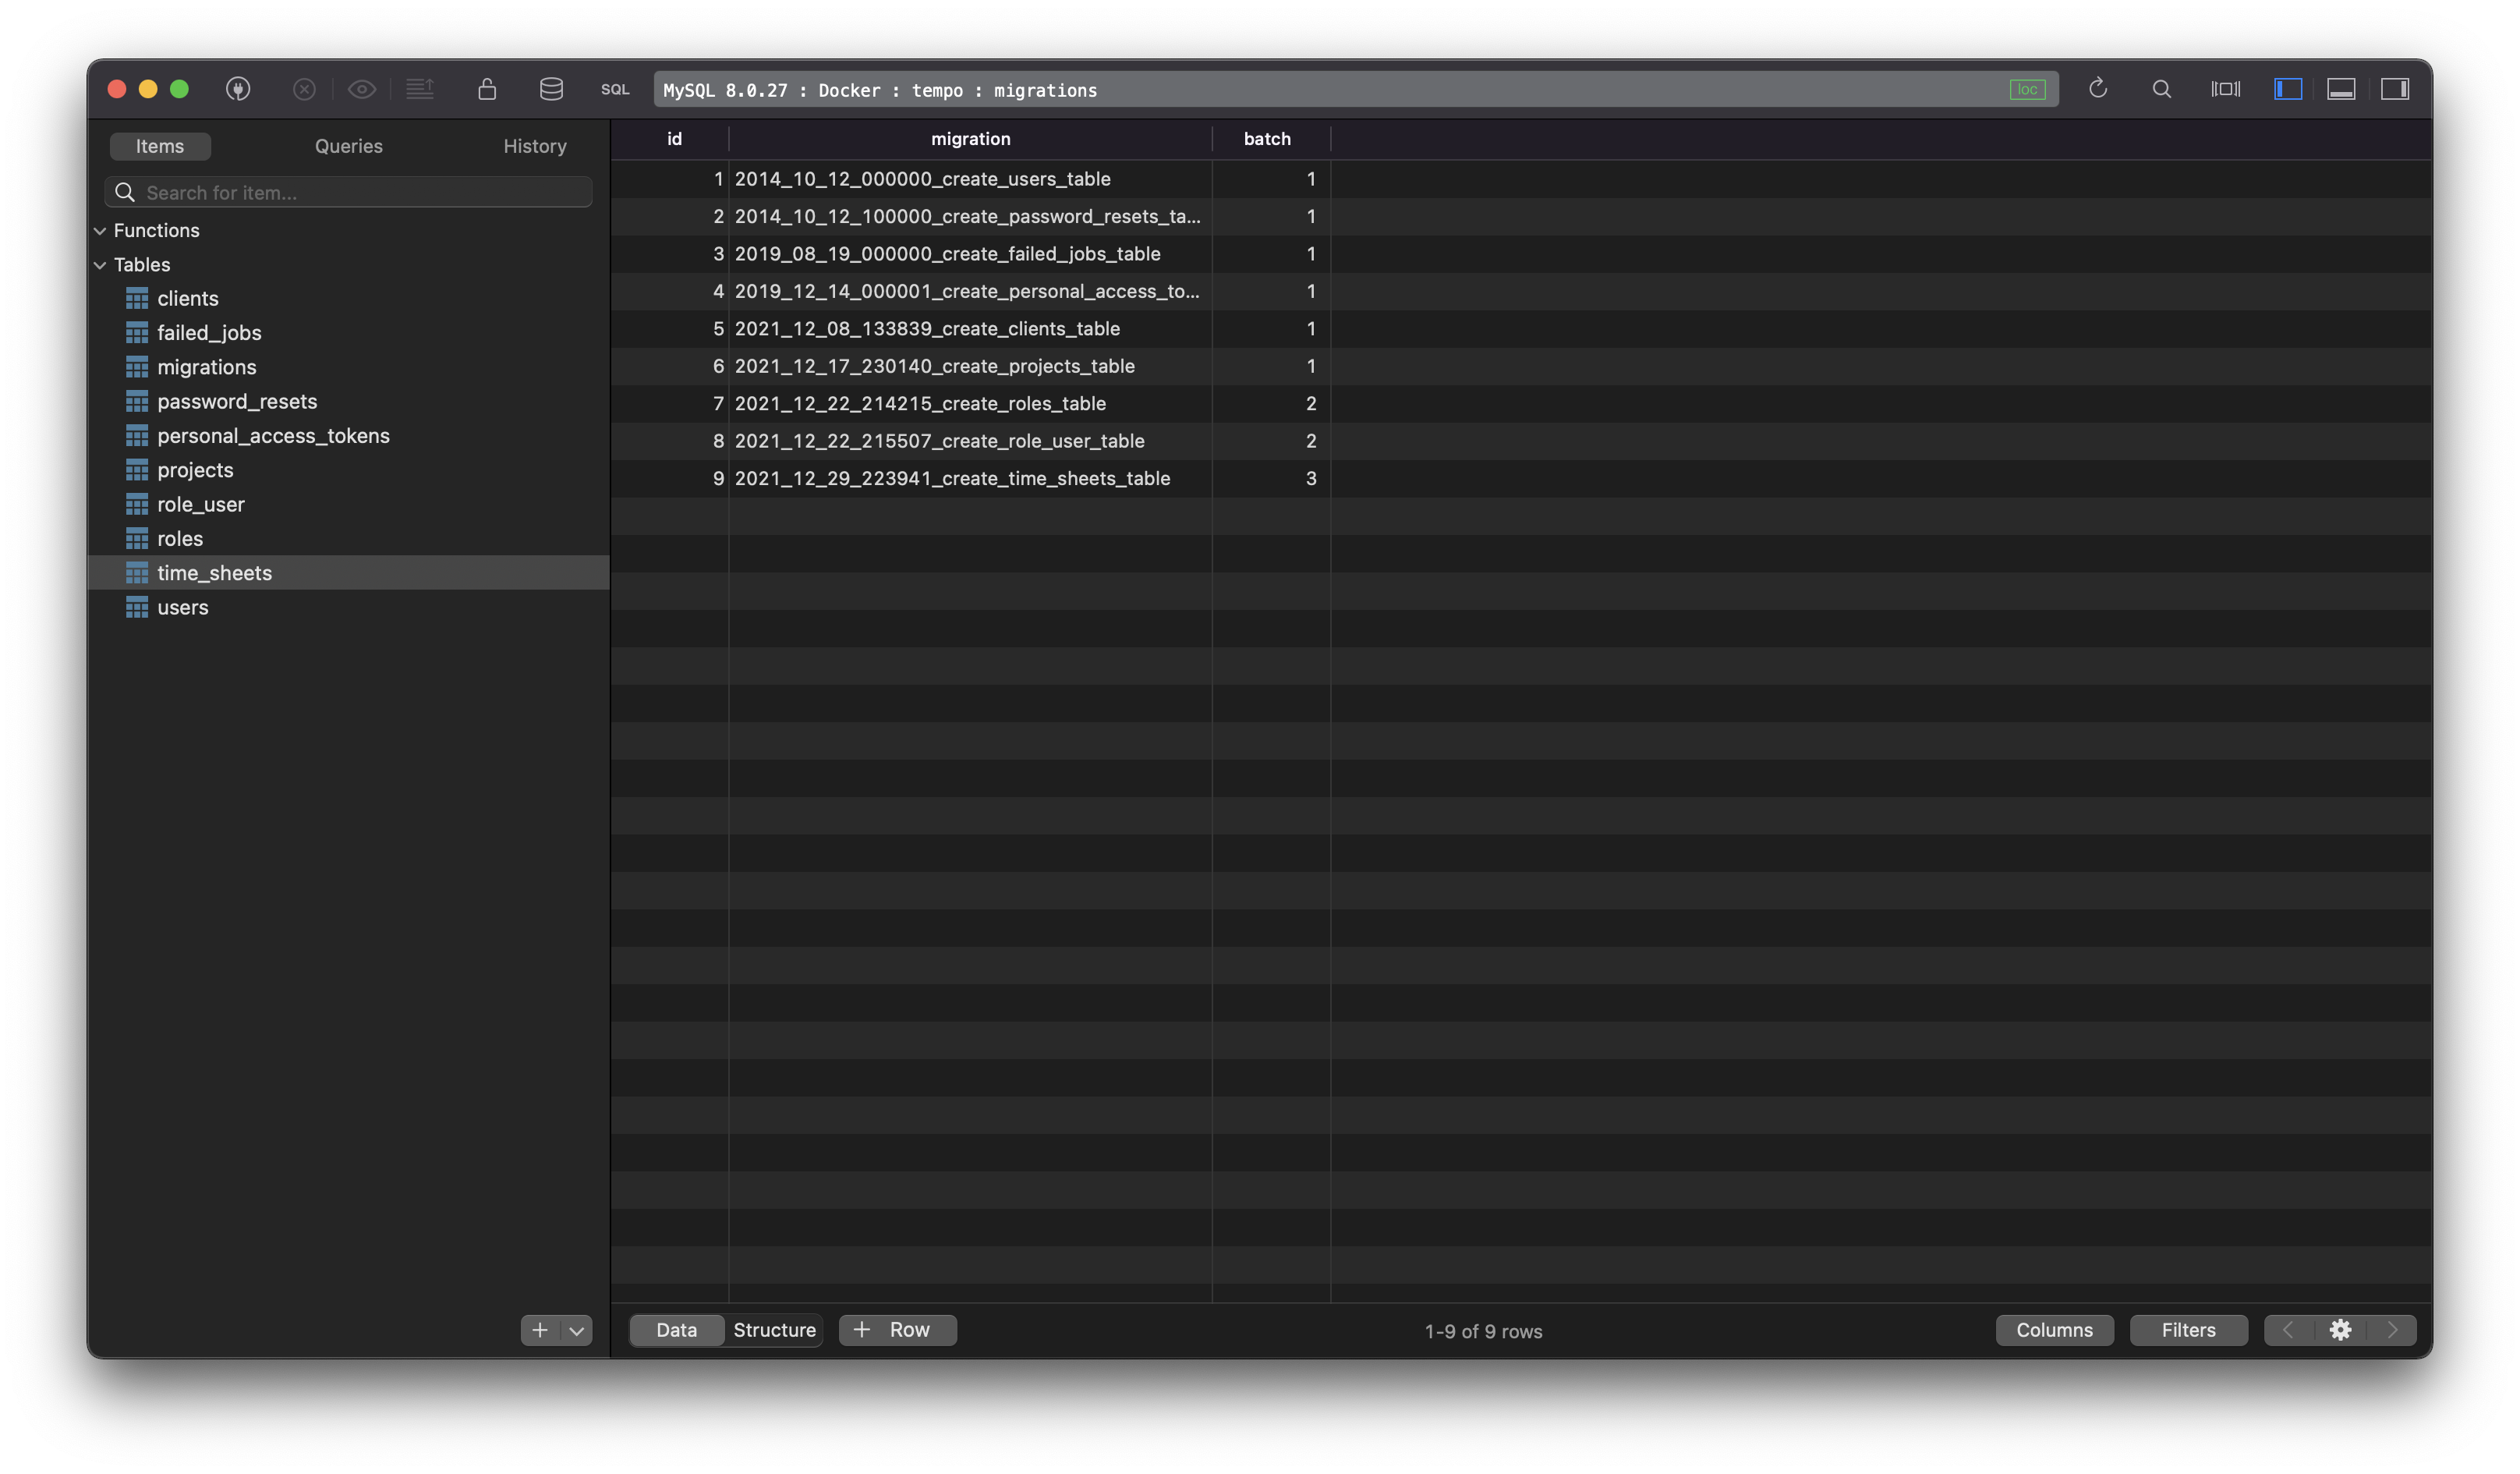 SQL MySQL 8.0.27 : Docker : tempo : migrations loc
Items Queries History
Search for item...
Functions
Tables
clients
failed_jobs
migrations
password_resets
personal_access_tokens
projects
role_user
roles
time_sheets
users
id migration batch
1 2014_10_12_000000_create_users_table 1
2 2014_10_12_100000_create_password_resets_ta... 1
3 2019_08_19_000000_create_failed_jobs_table 1
4 2019_12_14_000001_create_personal_access_to... 1
5 2021_12_08_133839_create_clients_table 1
6 2021_12_17_230140_create_projects_table 1
7 2021_12_22_214215_create_roles_table 2
8 2021_12_22_215507_create_role_user_table 2
9 2021_12_29_223941_create_time_sheets_table 3
Data Structure + Row 1-9 of 9 rows Columns Filters